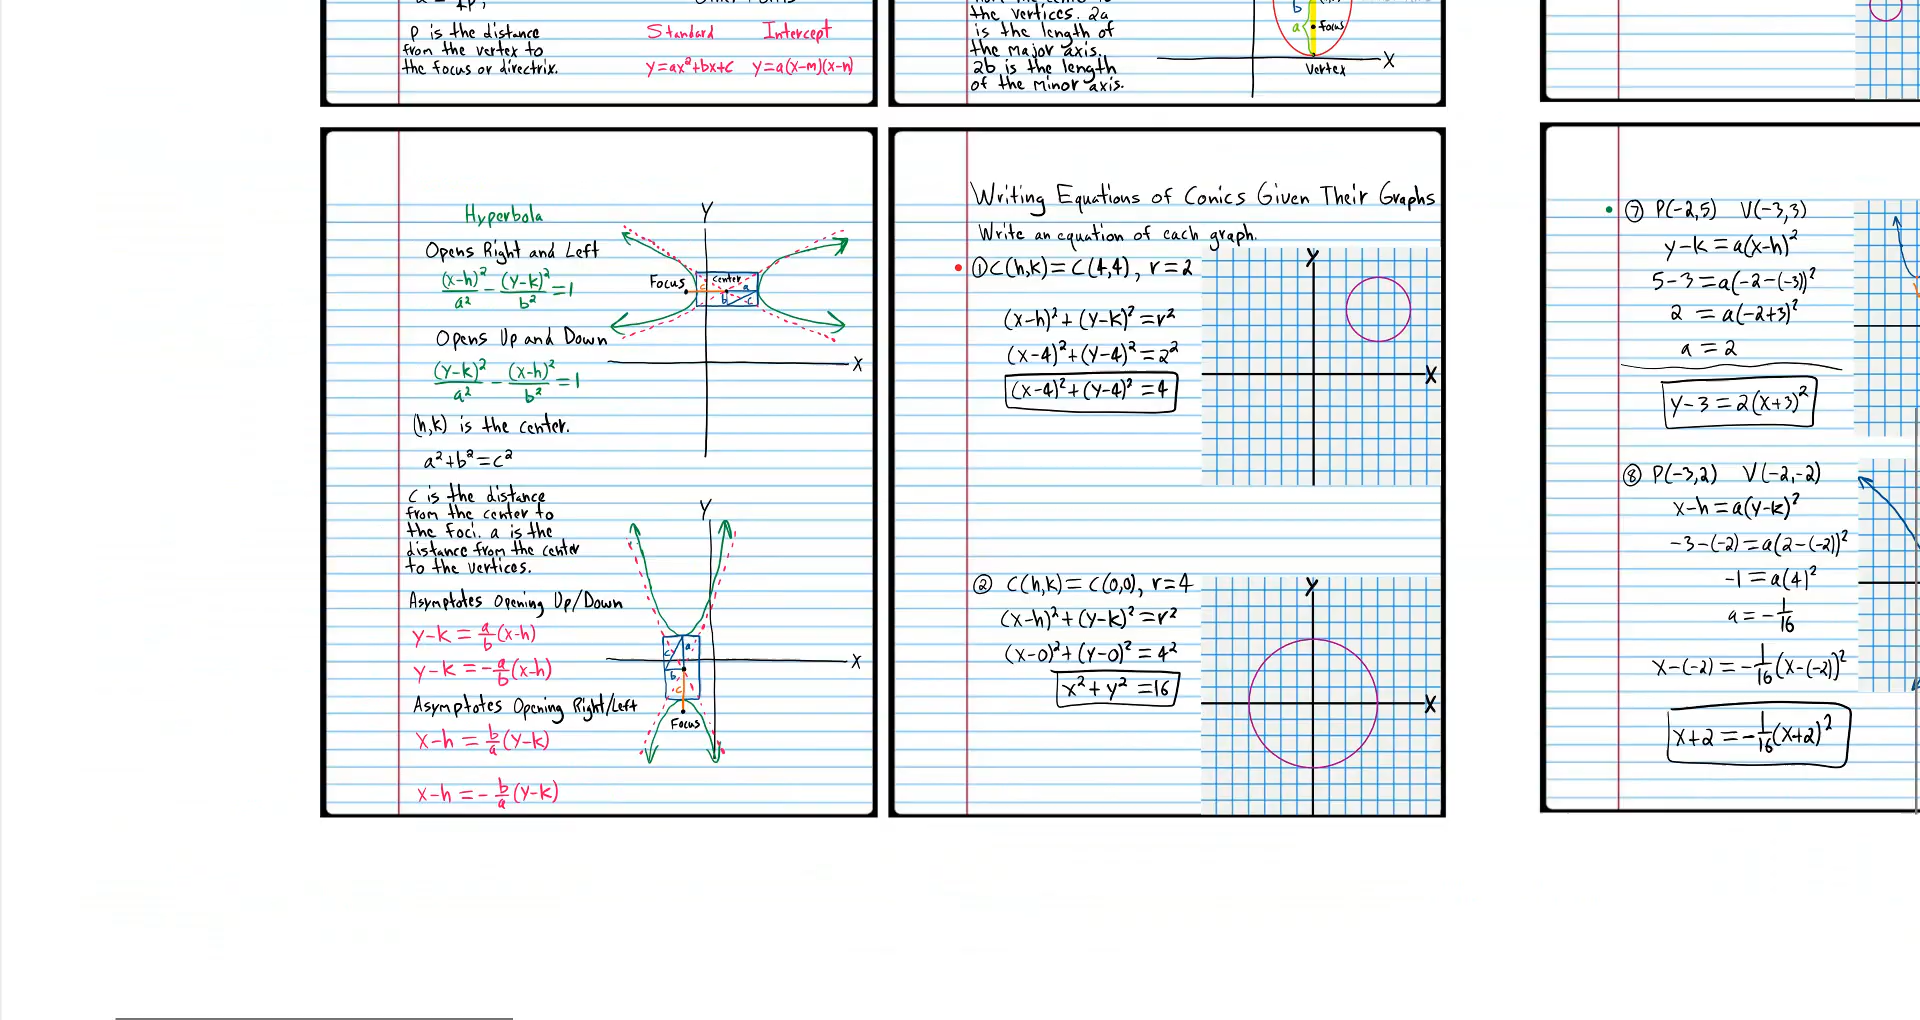 P is the distance
from the vertex to
the focus or directrix.
Standard Intercept
y=ax²+bx+c y=a(x-m)(x-n)
the vertices. 2a
is the length of
the major axis.
2b is the length
of the minor axis.
b
a
focus
Vertex
X
Hyperbola
Opens Right and Left
(x-h)²/a² - (y-k)²/b² = 1
Opens Up and Down
(y-k)²/a² - (x-h)²/b² = 1
(h,k) is the center.
a²+b²=c²
c is the distance
from the center to
the foci. a is the
distance from the center
to the vertices.
Asymptotes Opening Up/Down
y-k = a/b(x-h)
y-k = -a/b(x-h)
Asymptotes Opening Right/Left
x-h = b/a(y-k)
x-h = -b/a(y-k)
Y
Focus
center
c
a
b
c
X
Y
c
a
b
c
X
Focus
Writing Equations of Conics Given Their Graphs
Write an equation of each graph.
① C(h,k) = C(4,4), r=2
(x-h)²+(y-k)²=r²
(x-4)²+(y-4)²=2²
(x-4)²+(y-4)²=4
Y
X
② C(h,k) = C(0,0), r=4
(x-h)²+(y-k)²=r²
(x-0)²+(y-0)²=4²
x²+y²=16
Y
X
⑦ P(-2,5) V(-3,3)
y-k=a(x-h)²
5-3=a(-2-(-3))²
2 =a(-2+3)²
a = 2
y-3=2(x+3)²
⑧ P(-3,2) V(-2,-2)
x-h=a(y-k)²
-3-(-2)=a(2-(-2))²
-1=a(4)²
a=-1/16
x-(-2)=-1/16(x-(-2))²
x+2=-1/16(x+2)²